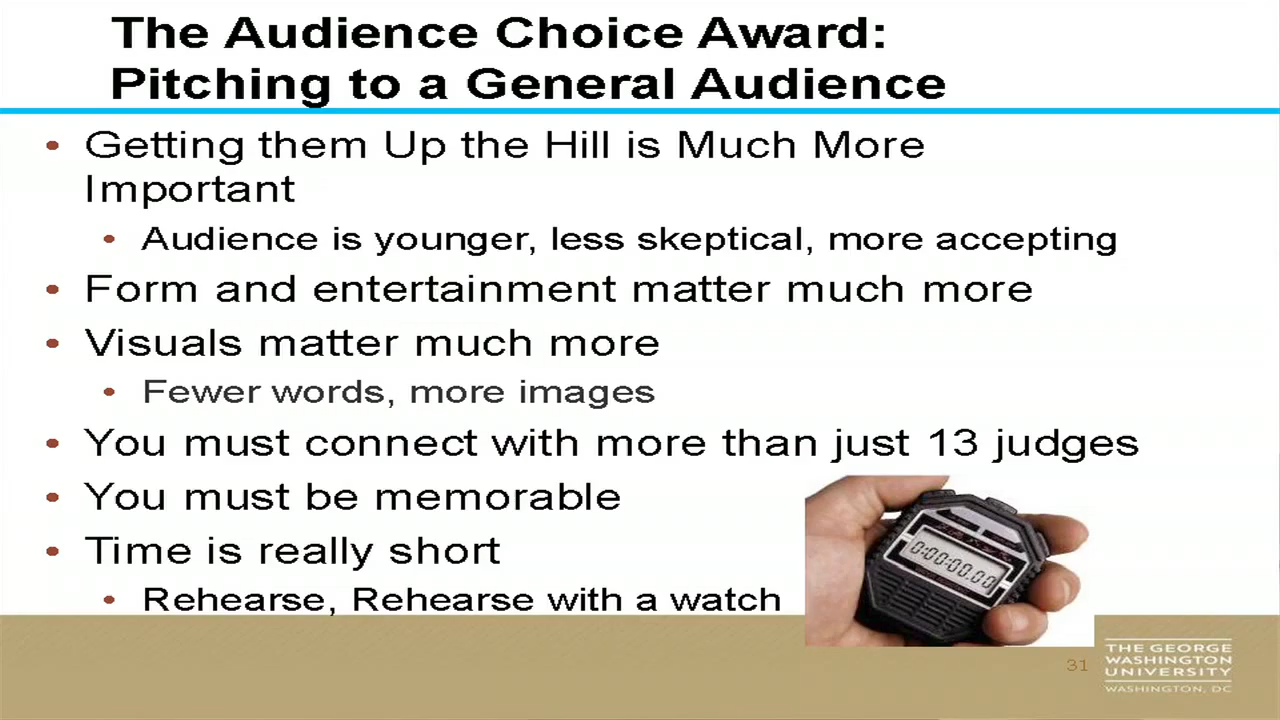 The Audience Choice Award:
Pitching to a General Audience
• Getting them Up the Hill is Much More
Important
• Audience is younger, less skeptical, more accepting
• Form and entertainment matter much more
• Visuals matter much more
• Fewer words, more images
• You must connect with more than just 13 judges
• You must be memorable
• Time is really short
• Rehearse, Rehearse with a watch
0:00:00.00
31
THE GEORGE
WASHINGTON
UNIVERSITY
WASHINGTON, DC